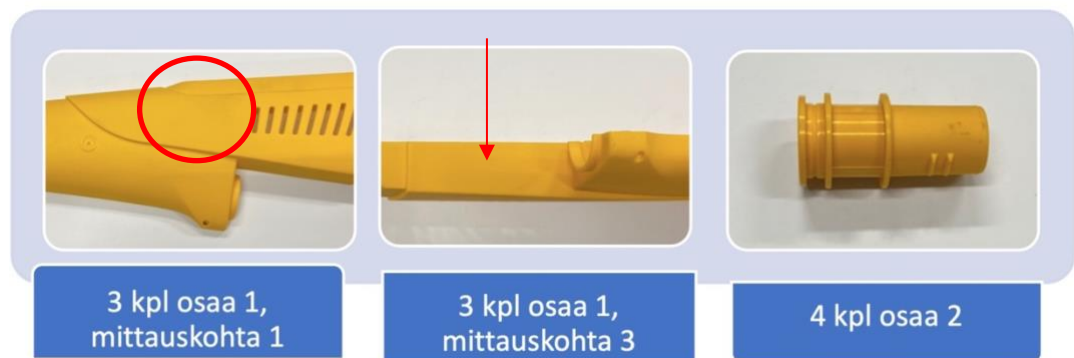 3 kpl osaa 1,
mittauskohta 1
3 kpl osaa 1,
mittauskohta 3
4 kpl osaa 2